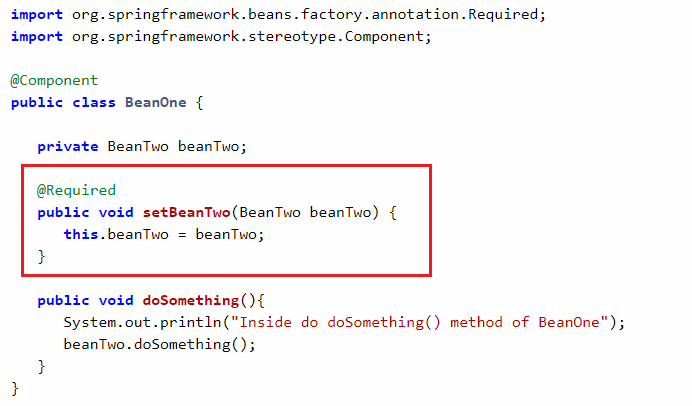 import org.springframework.beans.factory.annotation.Required;
import org.springframework.stereotype.Component;
@Component
public class BeanOne {
private BeanTwo beanTwo;
@Required
public void setBeanTwo(BeanTwo beanTwo) {
this.beanTwo = beanTwo;
}
public void doSomething(){
System.out.println("Inside do doSomething() method of BeanOne");
beanTwo.doSomething();
}
}